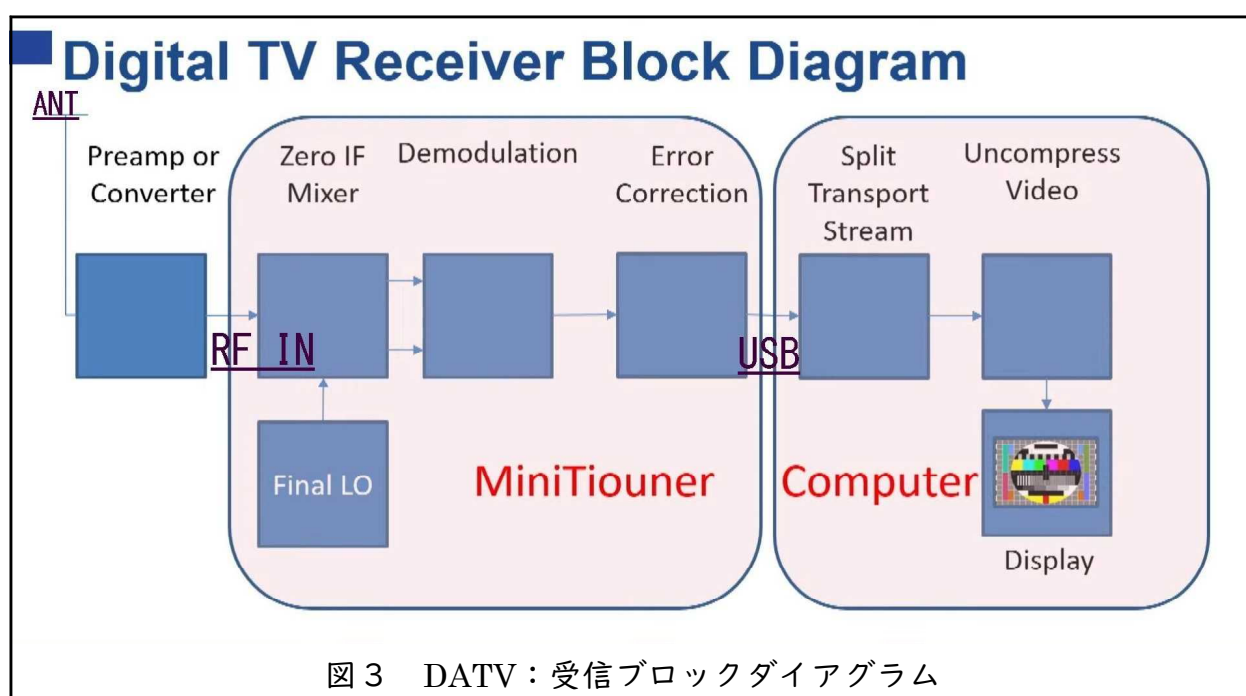 Digital TV Receiver Block Diagram
ANT
Preamp or
Converter
Zero IF
Mixer
Demodulation
Error
Correction
Split
Transport
Stream
Uncompress
Video
RF IN
USB
Final LO
MiniTiouner
Computer
Display
図３ DATV：受信ブロックダイアグラム